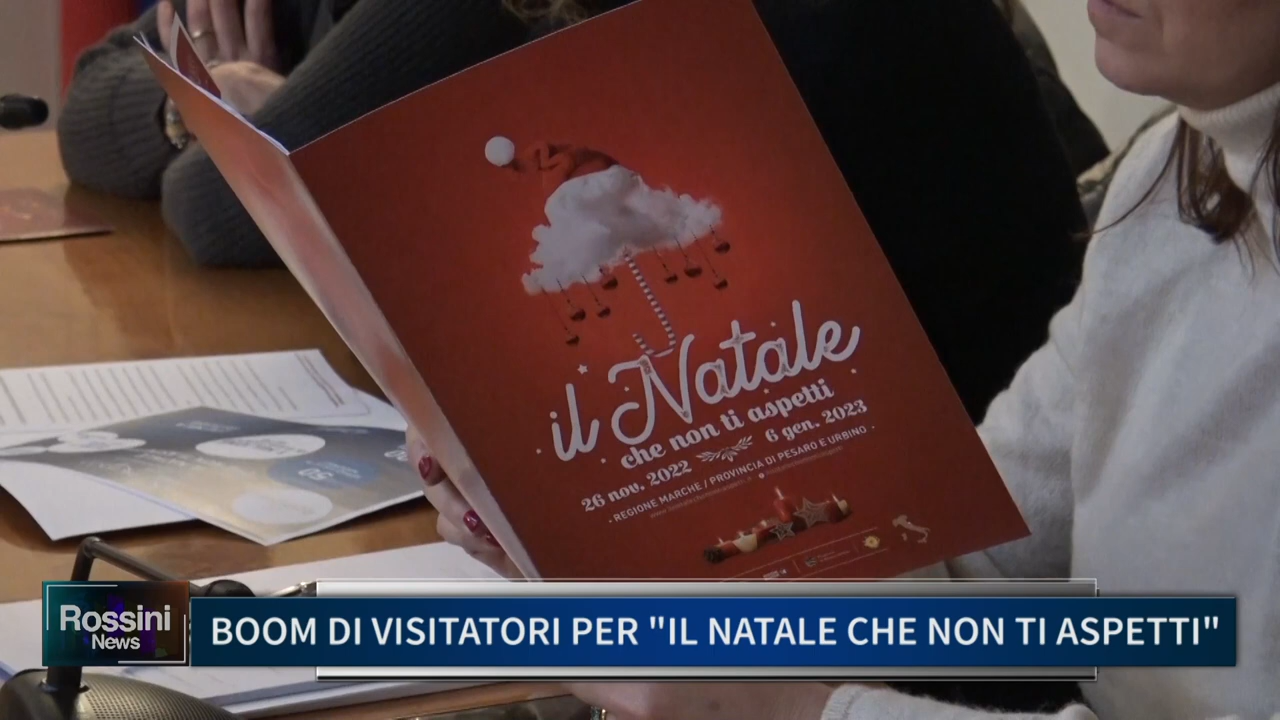 il Natale
che non ti aspetti
26 nov. 2022
6 gen. 2023
• REGIONE MARCHE / PROVINCIA DI PESARO E URBINO •
Rossini
News
BOOM DI VISITATORI PER "IL NATALE CHE NON TI ASPETTI"